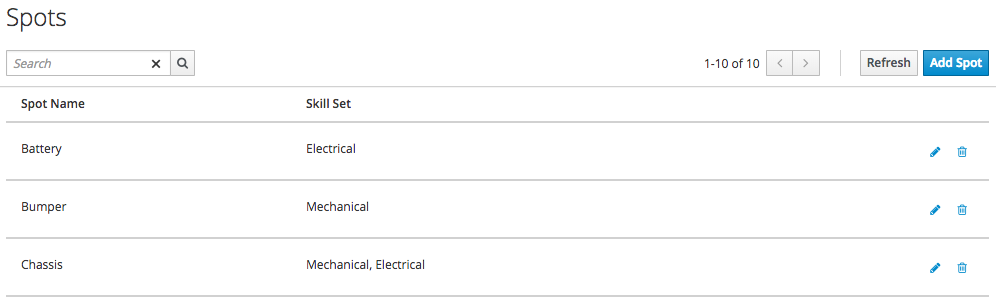 Spots
Search 1-10 of 10 Refresh Add Spot
Spot Name Skill Set
Battery Electrical
Bumper Mechanical
Chassis Mechanical, Electrical